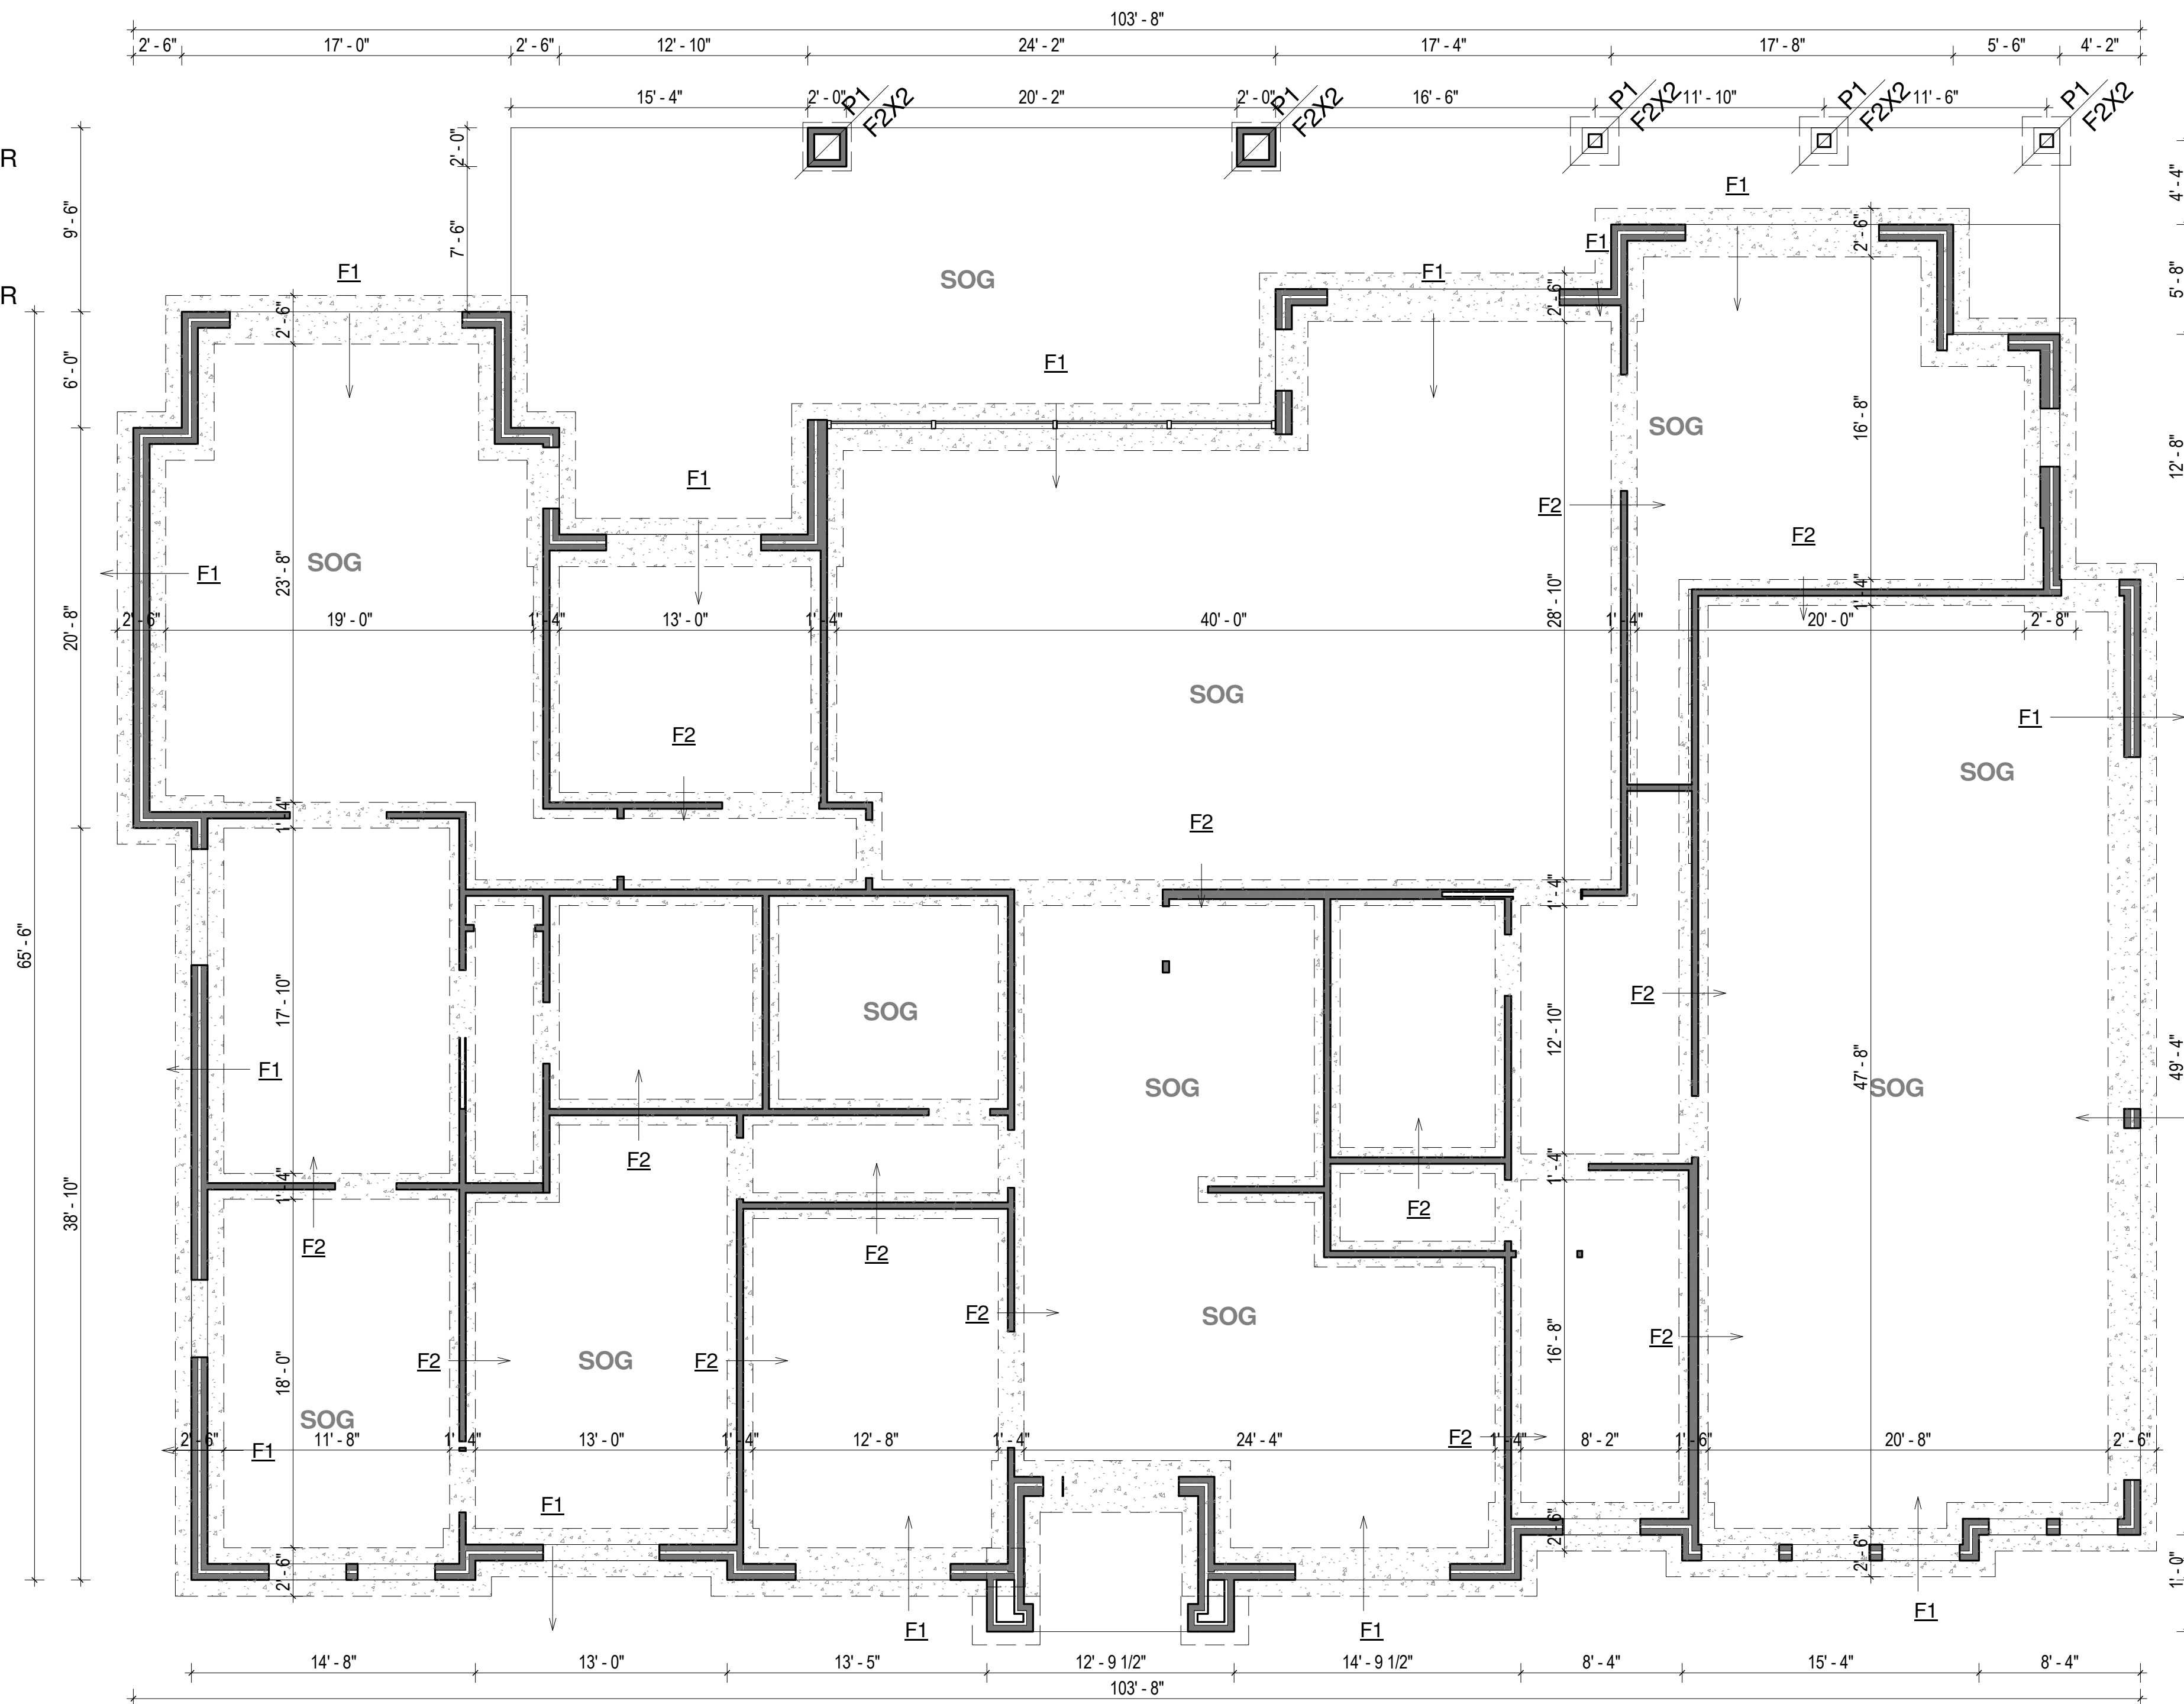 103' - 8"
2' - 6" 17' - 0" 2' - 6" 12' - 10" 24' - 2" 17' - 4" 17' - 8" 5' - 6" 4' - 2"
15' - 4" 2' - 0" 20' - 2" 2' - 0" 16' - 6" 11' - 10" 11' - 6"
P1 P1 P1 P1 P1
F2X2 F2X2 F2X2 F2X2 F2X2
R
2' - 0"
4' - 4"
F1
9' - 6"
7' - 6"
2' - 6"
F1
F1 F1
SOG
5' - 8"
R
2' - 6"
2' - 6"
F1
6' - 0"
16' - 8"
SOG
12' - 8"
F1
F2
F2
SOG
F1
23' - 8"
28' - 10"
1' - 4"
2' - 6" 19' - 0" 1' - 4" 13' - 0" 1' - 4" 40' - 0" 1' - 4" 20' - 0" 2' - 8"
20' - 8"
SOG
F1
F2
SOG
1' - 4"
F2
1' - 4"
65' - 6"
F2
17' - 10"
SOG
12' - 10"
49' - 4"
F1
SOG
47' - 8"
SOG
F2
1' - 4"
1' - 4"
38' - 10"
F2
F2
F2
F2
SOG
F2
16' - 8"
SOG
F2
F2
18' - 0"
SOG
F2
2' - 6" F1 11' - 8" 1' - 4" 13' - 0" 1' - 4" 12' - 8" 1' - 4" 24' - 4" F2 1' - 4" 8' - 2" 1' - 6" 20' - 8" 2' - 6"
F1
2' - 6"
2' - 6"
2' - 6"
1' - 0"
F1 F1 F1
14' - 8" 13' - 0" 13' - 5" 12' - 9 1/2" 14' - 9 1/2" 8' - 4" 15' - 4" 8' - 4"
103' - 8"